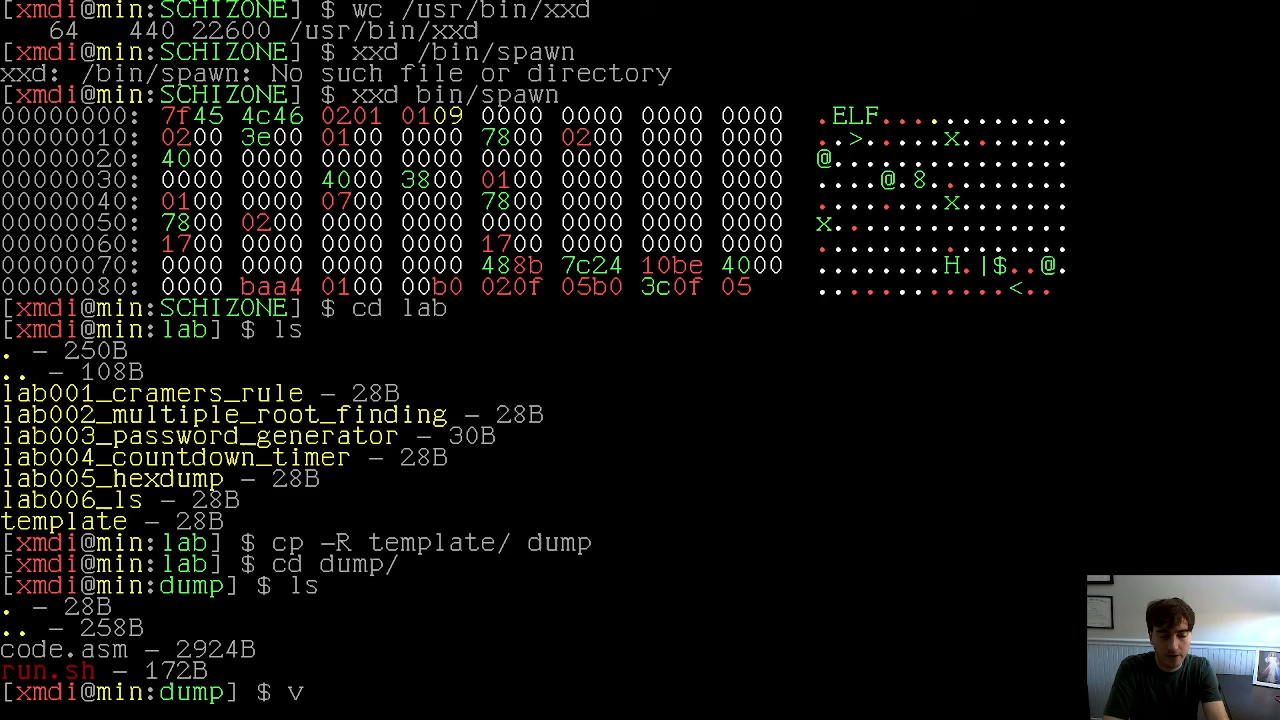 [xmdi@min:SCHIZONE] $ wc /usr/bin/xxd
   64   440 22600 /usr/bin/xxd
[xmdi@min:SCHIZONE] $ xxd /bin/spawn
xxd: /bin/spawn: No such file or directory
[xmdi@min:SCHIZONE] $ xxd bin/spawn
00000000: 7f45 4c46 0201 0109 0000 0000 0000 0000  .ELF............
00000010: 0200 3e00 0100 0000 7800 0200 0000 0000  ..>.....x.......
00000020: 4000 0000 0000 0000 0000 0000 0000 0000  @...............
00000030: 0000 0000 4000 3800 0100 0000 0000 0000  ....@.8.........
00000040: 0100 0000 0700 0000 7800 0000 0000 0000  ........x.......
00000050: 7800 0200 0000 0000 0000 0000 0000 0000  x...............
00000060: 1700 0000 0000 0000 1700 0000 0000 0000  ................
00000070: 0000 0000 0000 0000 488b 7c24 10be 4000  ........H.|$..@.
00000080: 0000 baa4 0100 00b0 020f 05b0 3c0f 05    ............<..
[xmdi@min:SCHIZONE] $ cd lab
[xmdi@min:lab] $ ls
. - 250B
.. - 108B
lab001_cramers_rule - 28B
lab002_multiple_root_finding - 28B
lab003_password_generator - 30B
lab004_countdown_timer - 28B
lab005_hexdump - 28B
lab006_ls - 28B
template - 28B
[xmdi@min:lab] $ cp -R template/ dump
[xmdi@min:lab] $ cd dump/
[xmdi@min:dump] $ ls
. - 28B
.. - 258B
code.asm - 2924B
run.sh - 172B
[xmdi@min:dump] $ v